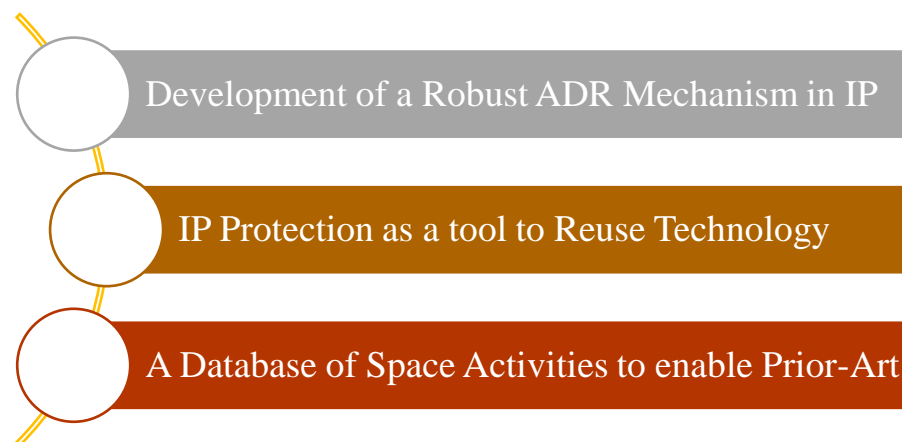 Development of a Robust ADR Mechanism in IP
IP Protection as a tool to Reuse Technology
A Database of Space Activities to enable Prior-Art